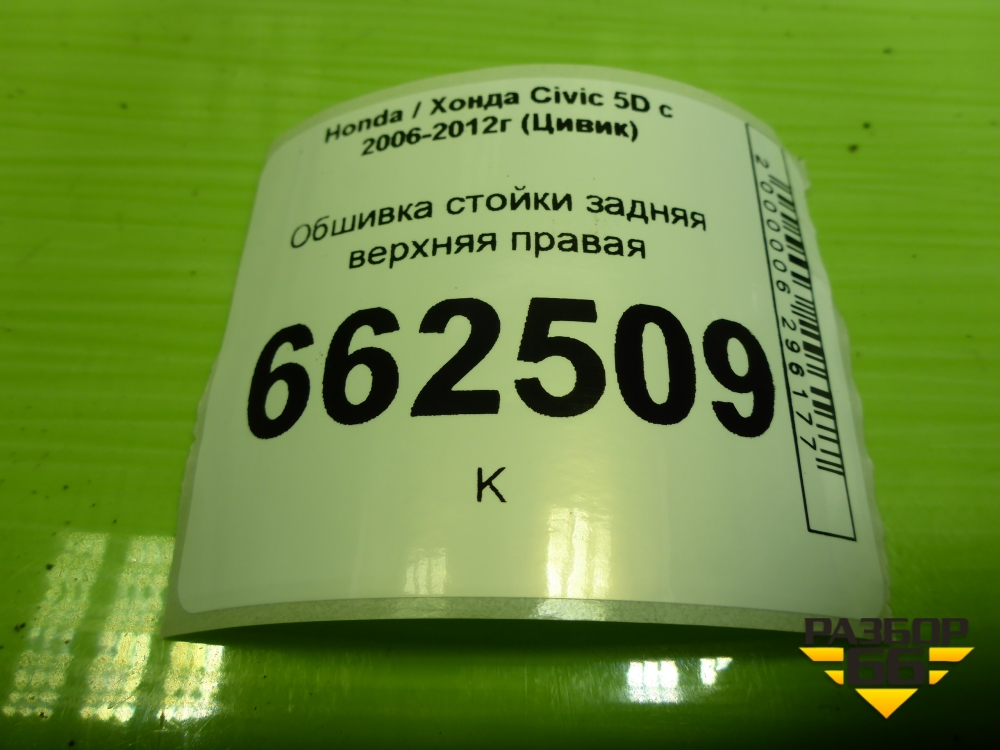 Honda / Хонда Civic 5D с
2006-2012г (Цивик)
Обшивка стойки задняя
верхняя правая
662509
К
2000006296177
РАЗБОР
66